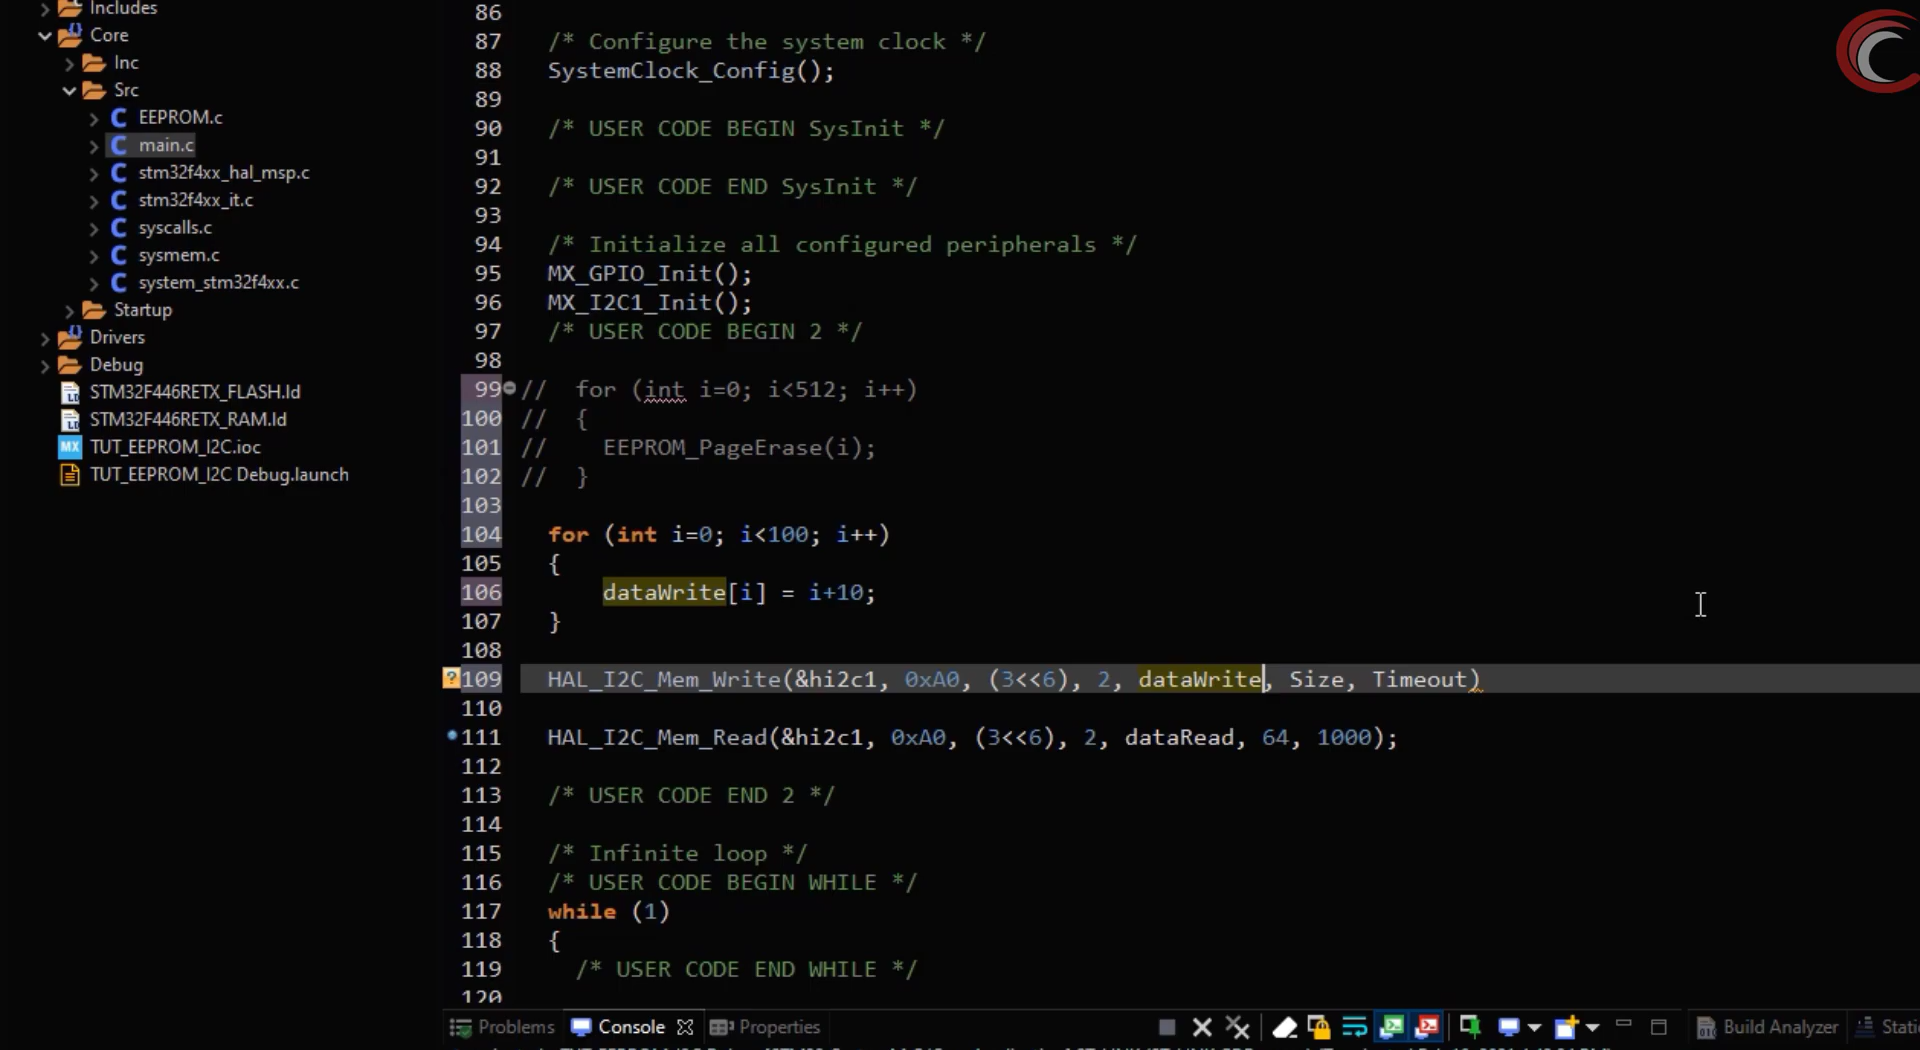 Includes
Core
Inc
Src
EEPROM.c
main.c
stm32f4xx_hal_msp.c
stm32f4xx_it.c
syscalls.c
sysmem.c
system_stm32f4xx.c
Startup
Drivers
Debug
STM32F446RETX_FLASH.ld
STM32F446RETX_RAM.ld
MX TUT_EEPROM_I2C.ioc
TUT_EEPROM_I2C Debug.launch
86
87 /* Configure the system clock */
88 SystemClock_Config();
89
90 /* USER CODE BEGIN SysInit */
91
92 /* USER CODE END SysInit */
93
94 /* Initialize all configured peripherals */
95 MX_GPIO_Init();
96 MX_I2C1_Init();
97 /* USER CODE BEGIN 2 */
98
99 // for (int i=0; i<512; i++)
100 // {
101 // EEPROM_PageErase(i);
102 // }
103
104 for (int i=0; i<100; i++)
105 {
106 dataWrite[i] = i+10;
107 }
108
109 HAL_I2C_Mem_Write(&hi2c1, 0xA0, (3<<6), 2, dataWrite, Size, Timeout)
110
111 HAL_I2C_Mem_Read(&hi2c1, 0xA0, (3<<6), 2, dataRead, 64, 1000);
112
113 /* USER CODE END 2 */
114
115 /* Infinite loop */
116 /* USER CODE BEGIN WHILE */
117 while (1)
118 {
119 /* USER CODE END WHILE */
120
Problems Console Properties Build Analyzer